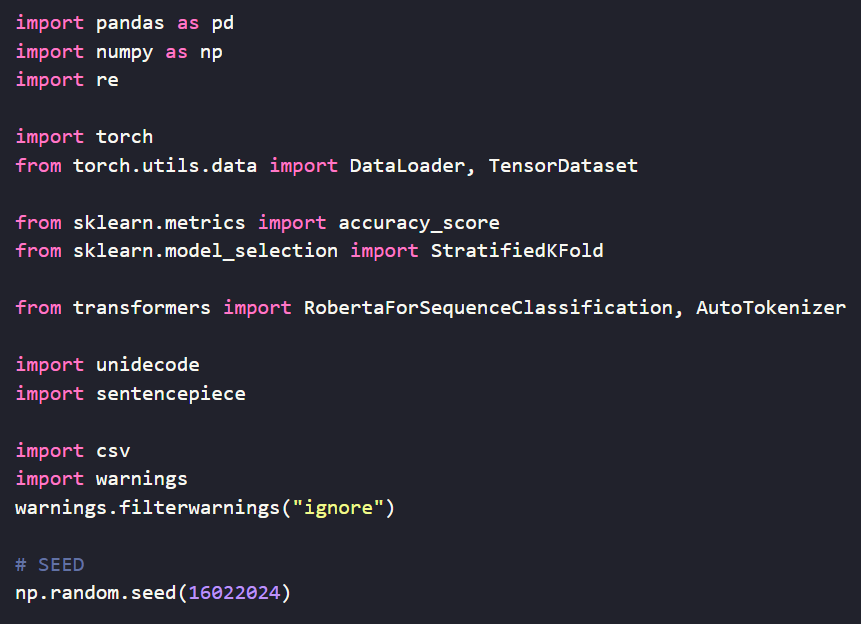 import pandas as pd
import numpy as np
import re
import torch
from torch.utils.data import DataLoader, TensorDataset
from sklearn.metrics import accuracy_score
from sklearn.model_selection import StratifiedKFold
from transformers import RobertaForSequenceClassification, AutoTokenizer
import unidecode
import sentencepiece
import csv
import warnings
warnings.filterwarnings("ignore")
# SEED
np.random.seed(16022024)